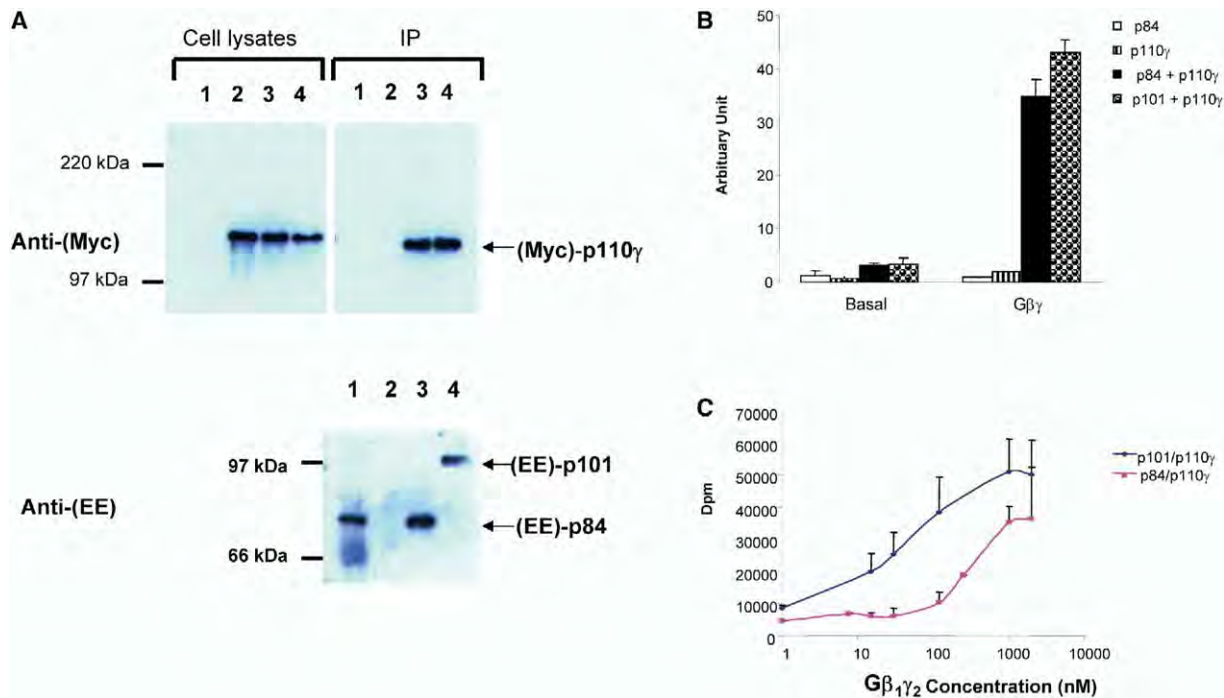 A
Cell lysates
IP
1 2 3 4
1 2 3 4
220 kDa
Anti-(Myc)
(Myc)-p110γ
97 kDa
1 2 3 4
97 kDa
(EE)-p101
Anti-(EE)
(EE)-p84
66 kDa
B
50
40
30
20
10
0
Arbituary Unit
Basal
Gβγ
p84
p110γ
p84 + p110γ
p101 + p110γ
C
70000
60000
50000
40000
30000
20000
10000
0
Dpm
1
10
100
1000
10000
Gβ₁γ₂ Concentration (nM)
p101/p110γ
p84/p110γ